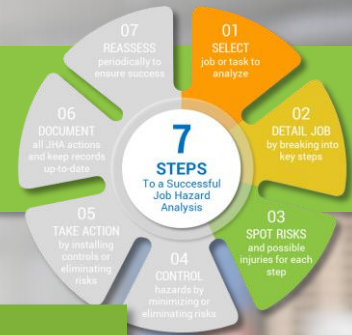 7
STEPS
To a Successful
Job Hazard
Analysis
01
SELECT
job or task to
analyze
02
DETAIL JOB
by breaking into
key steps
03
SPOT RISKS
and possible
injuries for each
step
04
CONTROL
hazards by
minimizing or
eliminating risks
05
TAKE ACTION
by installing
controls or
eliminating
risks
06
DOCUMENT
all JHA actions
and keep records
up-to-date
07
REASSESS
periodically to
ensure success